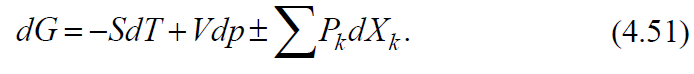 dG = −SdT + Vdp ± ∑ P_k dX_k. (4.51)